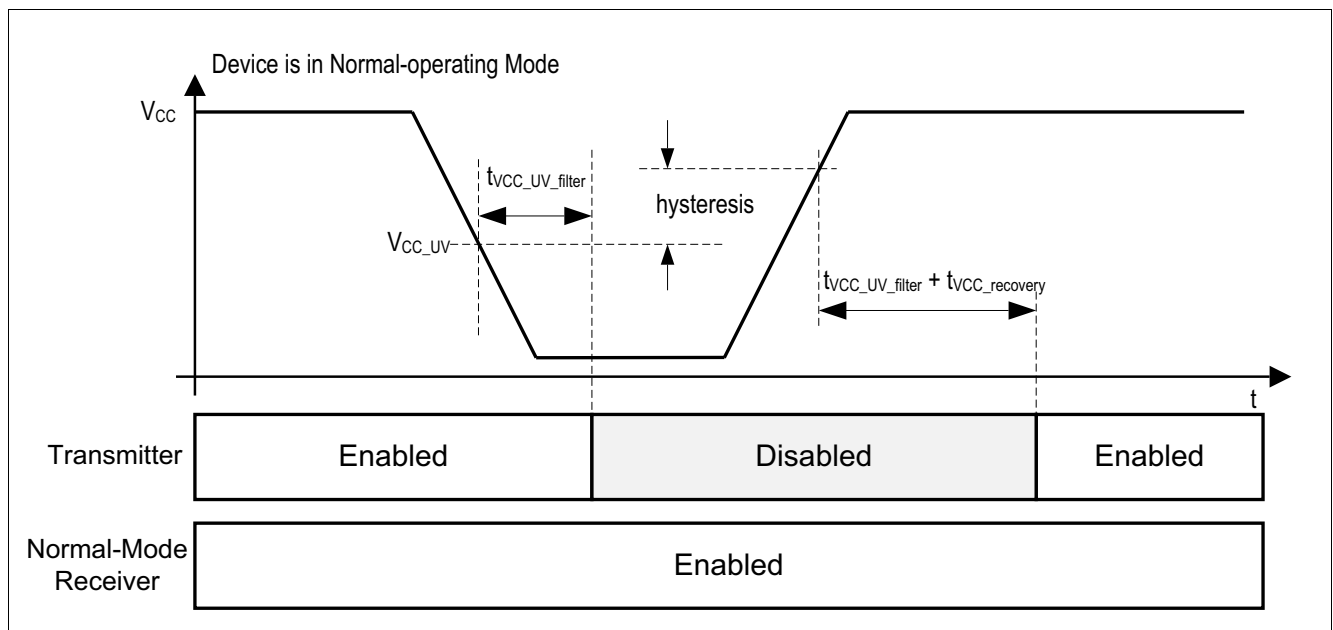 Device is in Normal-operating Mode
VCC
tVCC_UV_filter
hysteresis
VCC_UV
tVCC_UV_filter + tVCC_recovery
t
Transmitter
Enabled
Disabled
Enabled
Normal-Mode
Receiver
Enabled